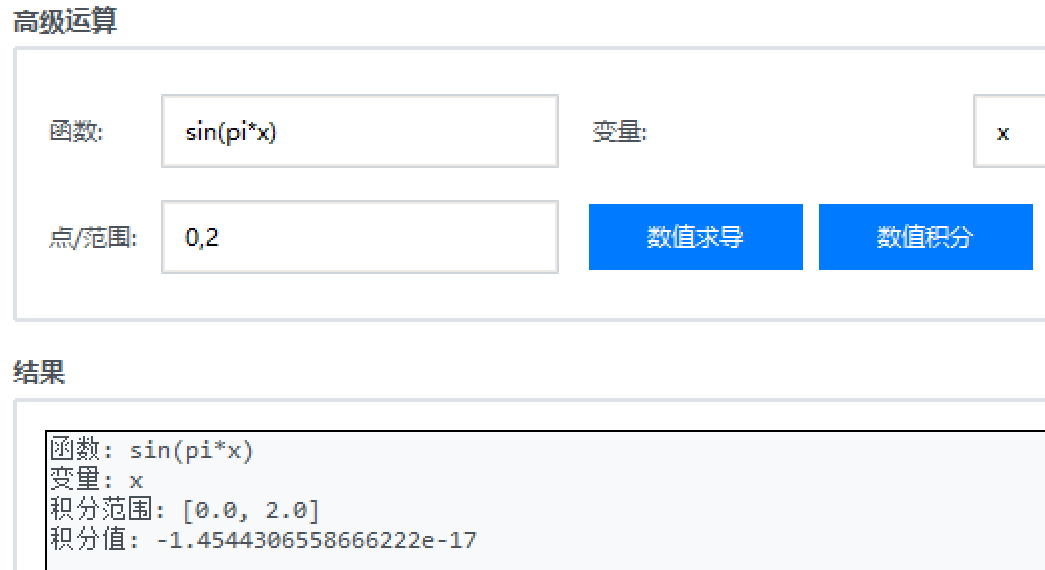 高级运算
函数: sin(pi*x) 变量: x
点/范围: 0,2 数值求导 数值积分
结果
函数: sin(pi*x)
变量: x
积分范围: [0.0, 2.0]
积分值: -1.4544306558666222e-17